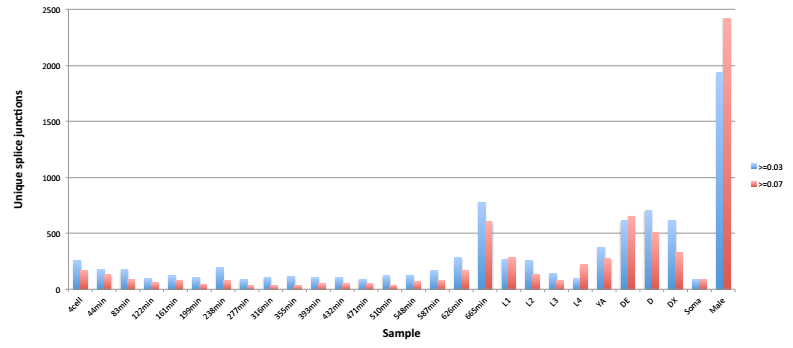 2500
2000
1500
1000
500
0
Unique splice junctions
4cell
44min
83min
122min
161min
199min
238min
277min
316min
355min
393min
432min
471min
510min
548min
587min
626min
665min
L1
L2
L3
L4
YA
DE
D
DX
Soma
Male
Sample
>=0.03
>=0.07